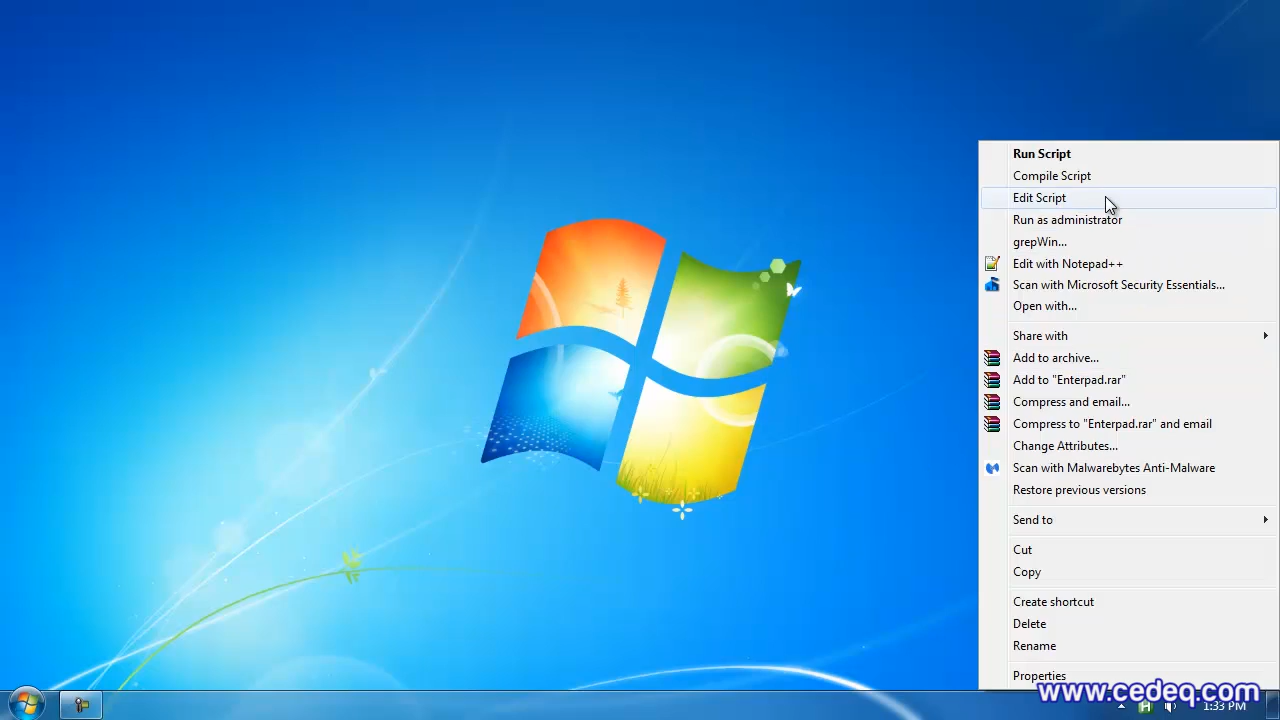 Run Script
Compile Script
Edit Script
Run as administrator
grepWin...
Edit with Notepad++
Scan with Microsoft Security Essentials...
Open with...
Share with
Add to archive...
Add to "Enterpad.rar"
Compress and email...
Compress to "Enterpad.rar" and email
Change Attributes...
Scan with Malwarebytes Anti-Malware
Restore previous versions
Send to
Cut
Copy
Create shortcut
Delete
Rename
Properties
www.cedeq.com
H
1:33 PM